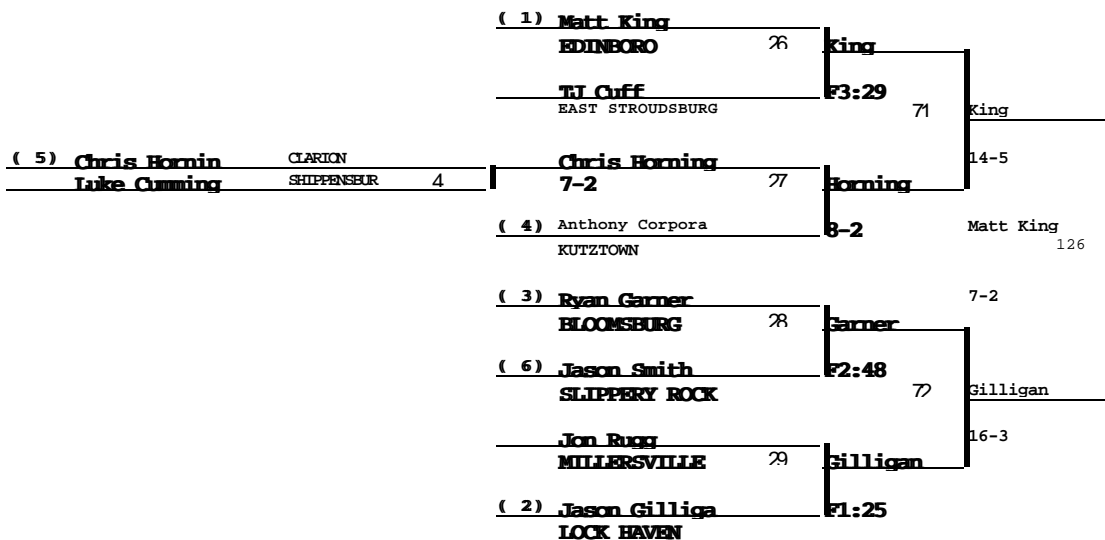 ( 1) Matt King
EDINBORO 26 King
TJ Cuff F3:29
EAST STROUDSBURG 71 King
( 5) Chris Hornin CLARION Chris Horning 14-5
Luke Cumming SHIPPENSBUR 4 7-2 27 Horning
( 4) Anthony Corpora 8-2 Matt King
KUTZTOWN 126
( 3) Ryan Garner 7-2
BLOOMSBURG 28 Garner
( 6) Jason Smith F2:48
SLIPPERY ROCK 72 Gilligan
Jon Rugg 16-3
MILLERSVILLE 29 Gilligan
( 2) Jason Gilliga F1:25
LOCK HAVEN